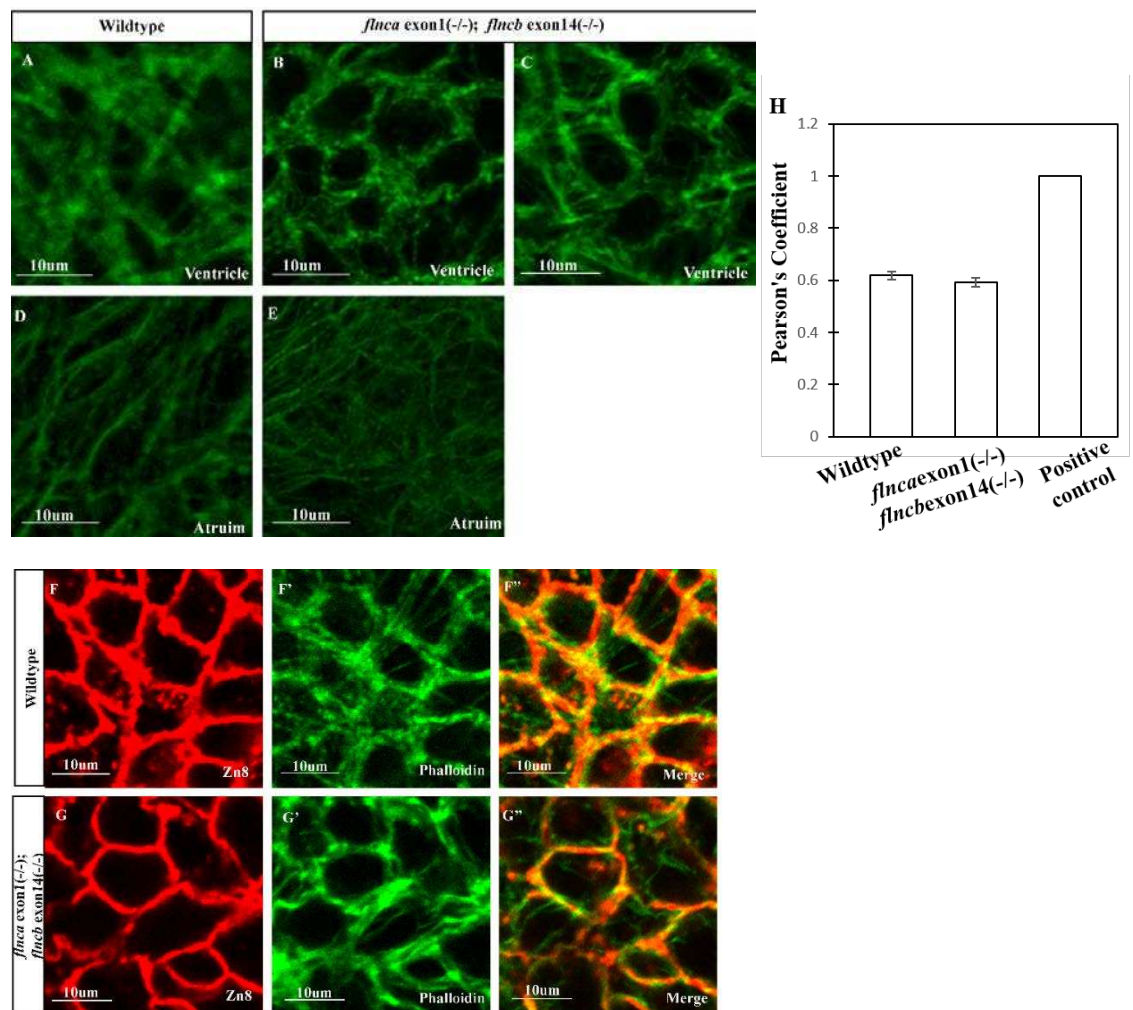 Wildtype
flnca exon1(-/-); flncb exon14(-/-)
A
B
C
10um
Ventricle
10um
Ventricle
10um
Ventricle
D
E
10um
Atruim
10um
Atruim
H
Pearson's Coefficient
1.2
1
0.8
0.6
0.4
0.2
0
Wildtype
flncaexon1(-/-)
flncbexon14(-/-)
Positive
control
Wildtype
F
F'
F"
10um
Zn8
10um
Phalloidin
10um
Merge
flnca exon1(-/-);
flncb exon14(-/-)
G
G'
G"
10um
Zn8
10um
Phalloidin
10um
Merge